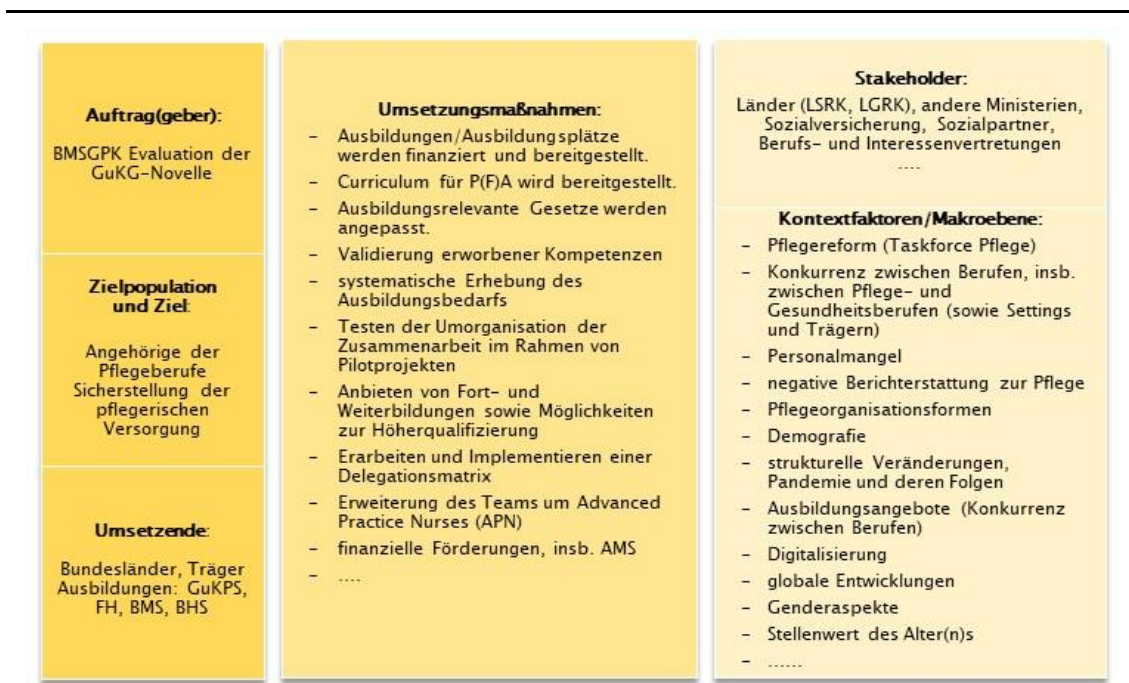 Auftrag(geber):
BMSGPK Evaluation der
GuKG-Novelle
Zielpopulation
und Ziel:
Angehörige der
Pflegeberufe
Sicherstellung der
pflegerischen
Versorgung
Umsetzende:
Bundesländer, Träger
Ausbildungen: GuKPS,
FH, BMS, BHS
Umsetzungsmaßnahmen:
- Ausbildungen/Ausbildungsplätze
werden finanziert und bereitgestellt.
- Curriculum für P(F)A wird bereitgestellt.
- Ausbildungsrelevante Gesetze werden
angepasst.
- Validierung erworbener Kompetenzen
- systematische Erhebung des
Ausbildungsbedarfs
- Testen der Umorganisation der
Zusammenarbeit im Rahmen von
Pilotprojekten
- Anbieten von Fort- und
Weiterbildungen sowie Möglichkeiten
zur Höherqualifizierung
- Erarbeiten und Implementieren einer
Delegationsmatrix
- Erweiterung des Teams um Advanced
Practice Nurses (APN)
- finanzielle Förderungen, insb. AMS
- ....
Stakeholder:
Länder (LSRK, LGRK), andere Ministerien,
Sozialversicherung, Sozialpartner,
Berufs- und Interessenvertretungen
....
Kontextfaktoren/Makroebene:
- Pflegereform (Taskforce Pflege)
- Konkurrenz zwischen Berufen, insb.
zwischen Pflege- und
Gesundheitsberufen (sowie Settings
und Trägern)
- Personalmangel
- negative Berichterstattung zur Pflege
- Pflegeorganisationsformen
- Demografie
- strukturelle Veränderungen,
Pandemie und deren Folgen
- Ausbildungsangebote (Konkurrenz
zwischen Berufen)
- Digitalisierung
- globale Entwicklungen
- Genderaspekte
- Stellenwert des Alter(n)s
- ......